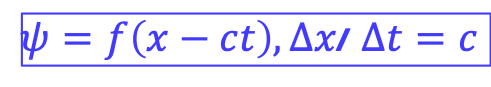 ψ = f(x − ct), Δx/ Δt = c